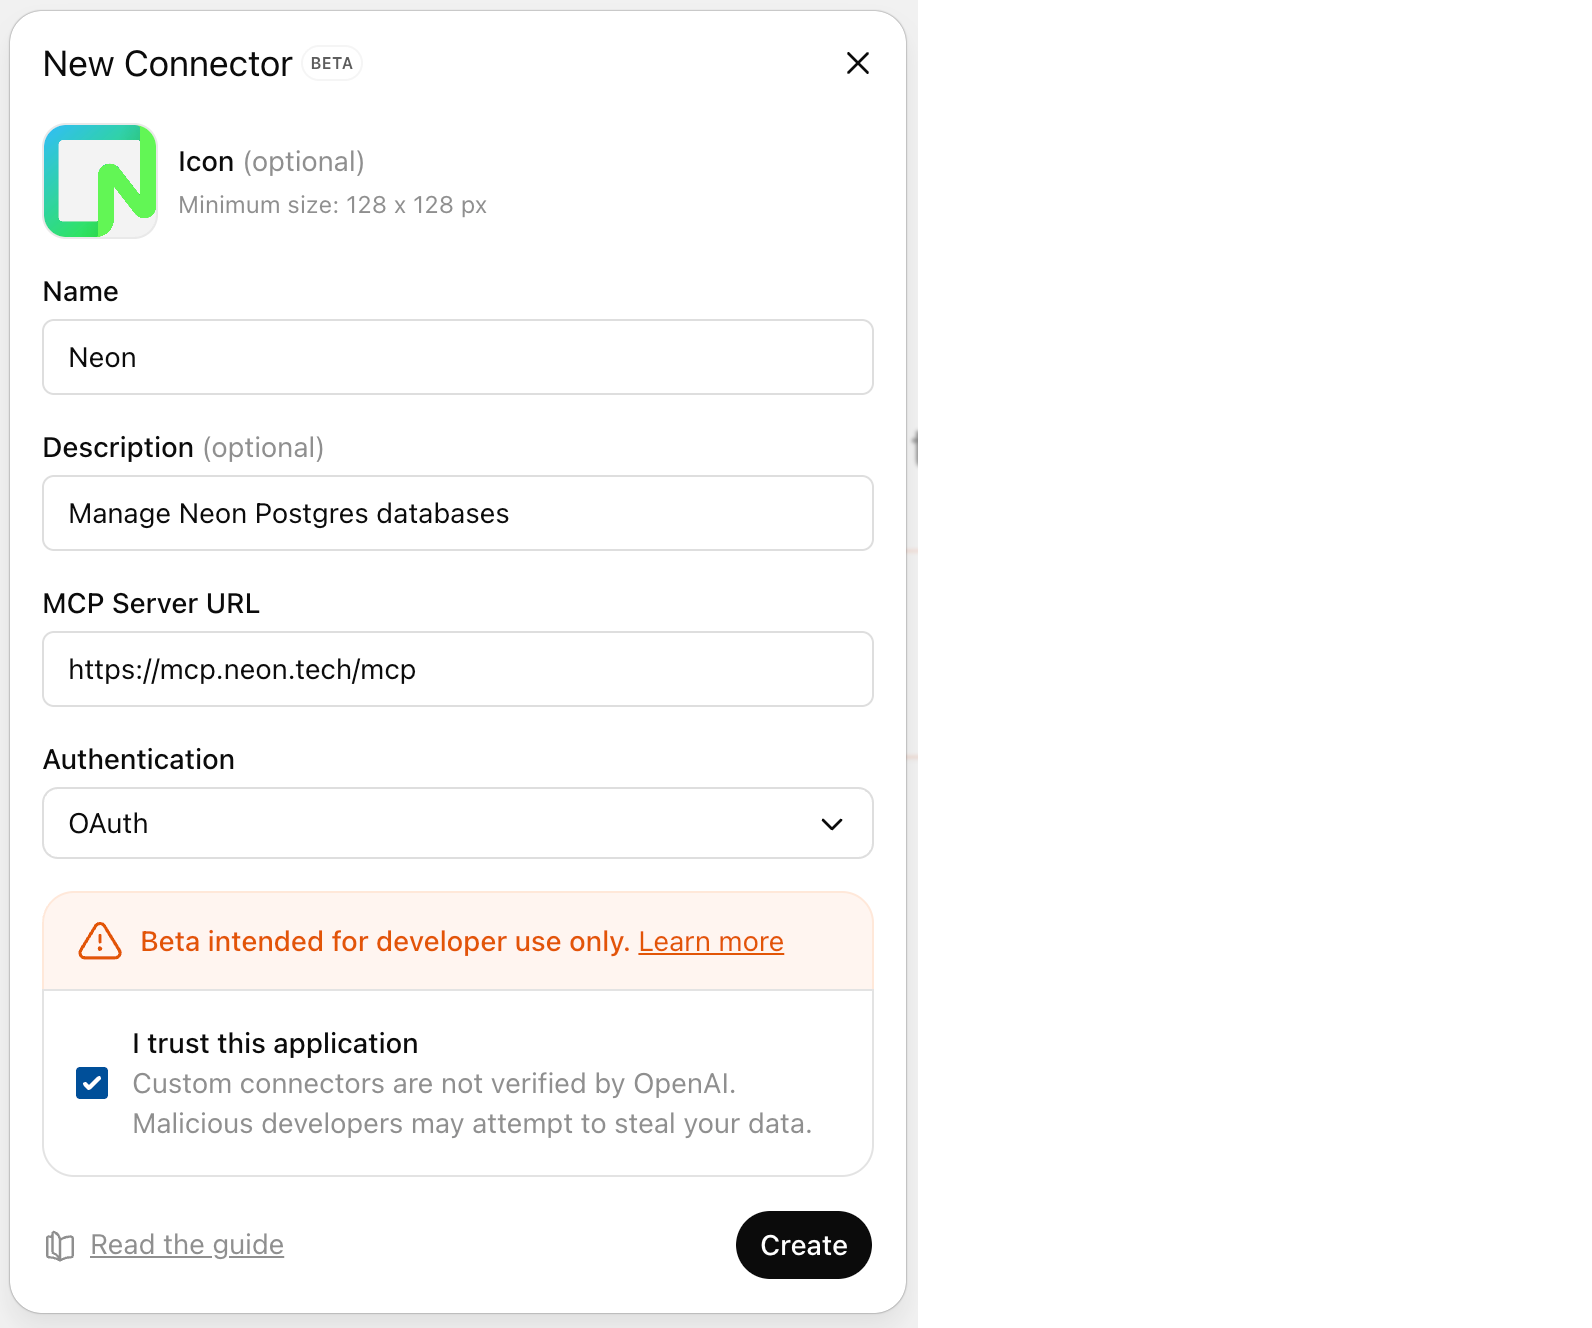 New Connector BETA
Icon (optional)
Minimum size: 128 x 128 px
Name
Neon
Description (optional)
Manage Neon Postgres databases
MCP Server URL
https://mcp.neon.tech/mcp
Authentication
OAuth
Beta intended for developer use only. Learn more
I trust this application
Custom connectors are not verified by OpenAI.
Malicious developers may attempt to steal your data.
Read the guide
Create